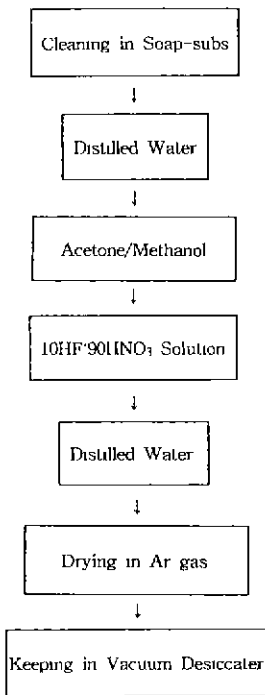 Cleaning in Soap-subs
Distilled Water
Acetone/Methanol
10HF·90HNO₃ Solution
Distilled Water
Drying in Ar gas
Keeping in Vacuum Desiccater